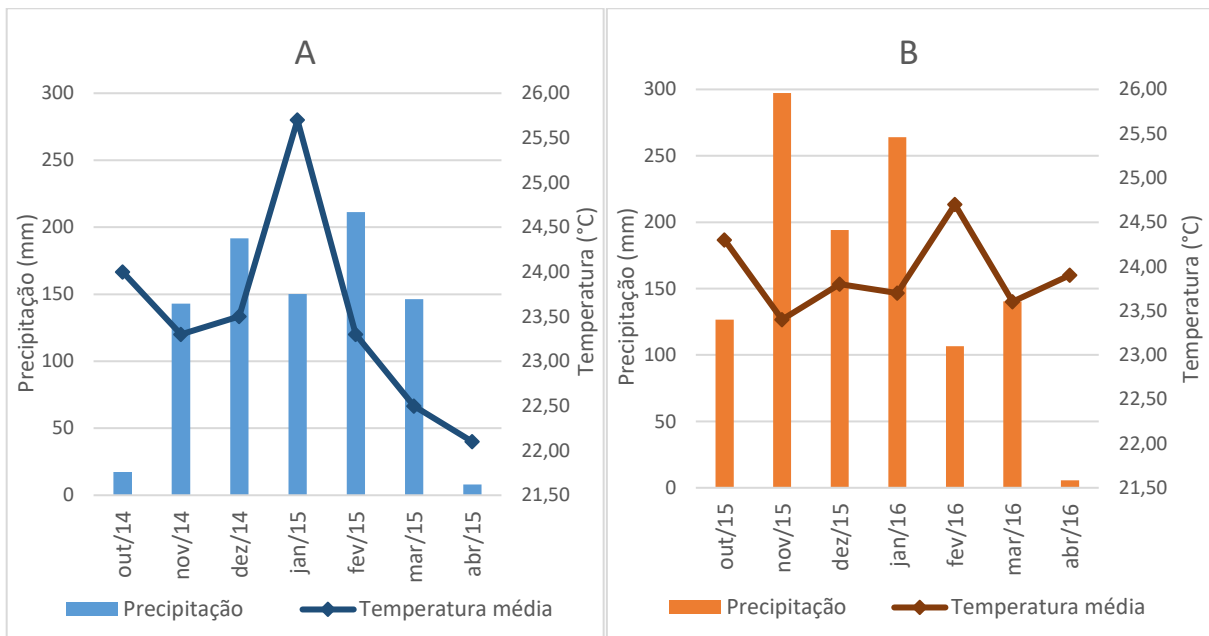 A
Precipitação (mm)
300
250
200
150
100
50
0
26,00
25,50
25,00
24,50
24,00
23,50
23,00
22,50
22,00
21,50
Temperatura (°C)
out/14
nov/14
dez/14
jan/15
fev/15
mar/15
abr/15
Precipitação
Temperatura média
B
Precipitação (mm)
300
250
200
150
100
50
0
26,00
25,50
25,00
24,50
24,00
23,50
23,00
22,50
22,00
21,50
Temperatura (°C)
out/15
nov/15
dez/15
jan/16
fev/16
mar/16
abr/16
Precipitação
Temperatura média